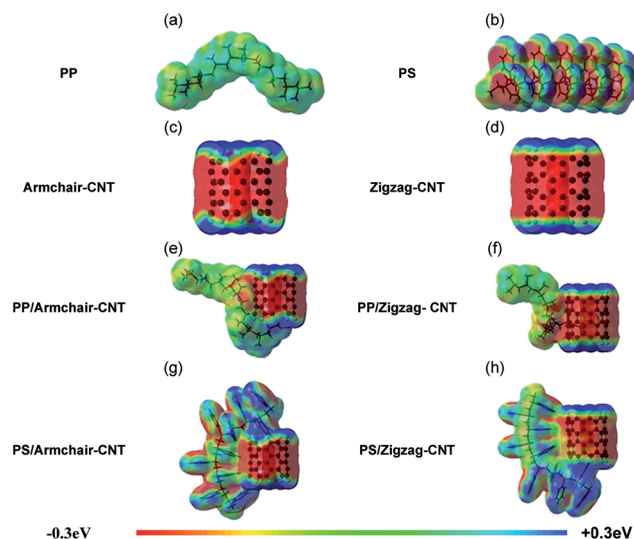 (a) (b)
PP PS
(c) (d)
Armchair-CNT Zigzag-CNT
(e) (f)
PP/Armchair-CNT PP/Zigzag- CNT
(g) (h)
PS/Armchair-CNT PS/Zigzag-CNT
-0.3eV +0.3eV